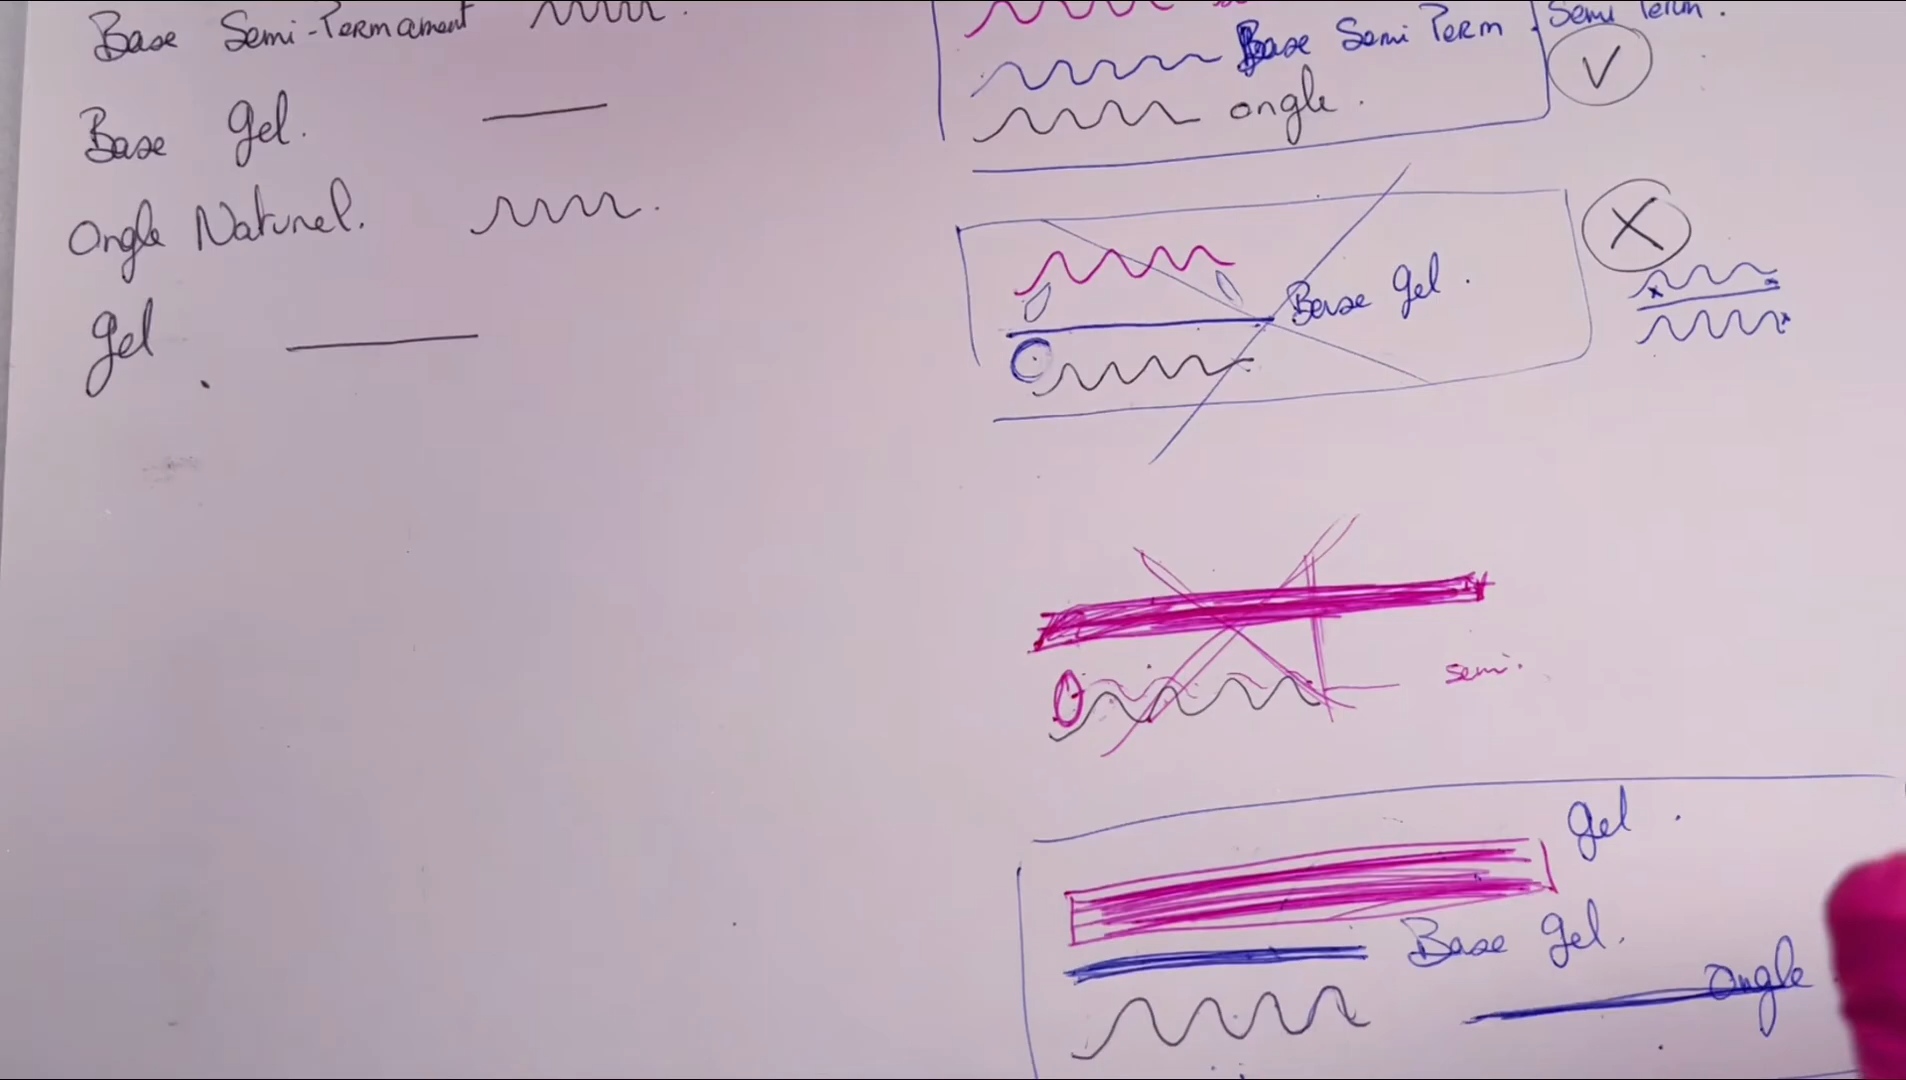 Base Semi-Permanent
Base gel.
Ongle Naturel.
gel
Semi Perm.
Base Semi Perm
V
ongle.
X
Base gel.
semi.
gel.
Base gel.
Ongle